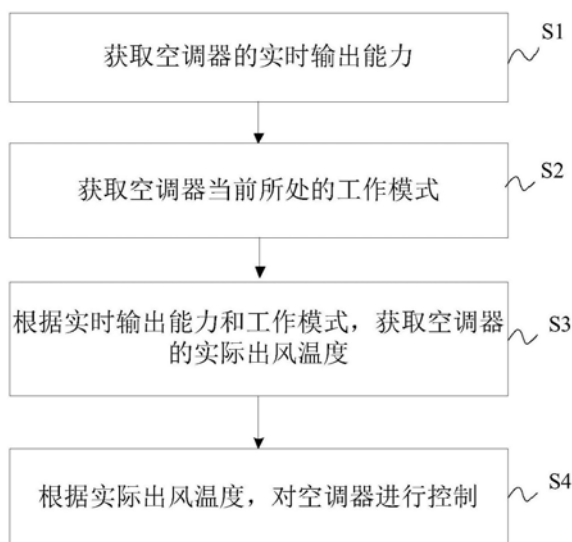 获取空调器的实时输出能力
S1
获取空调器当前所处的工作模式
S2
根据实时输出能力和工作模式，获取空调器
的实际出风温度
S3
根据实际出风温度，对空调器进行控制
S4